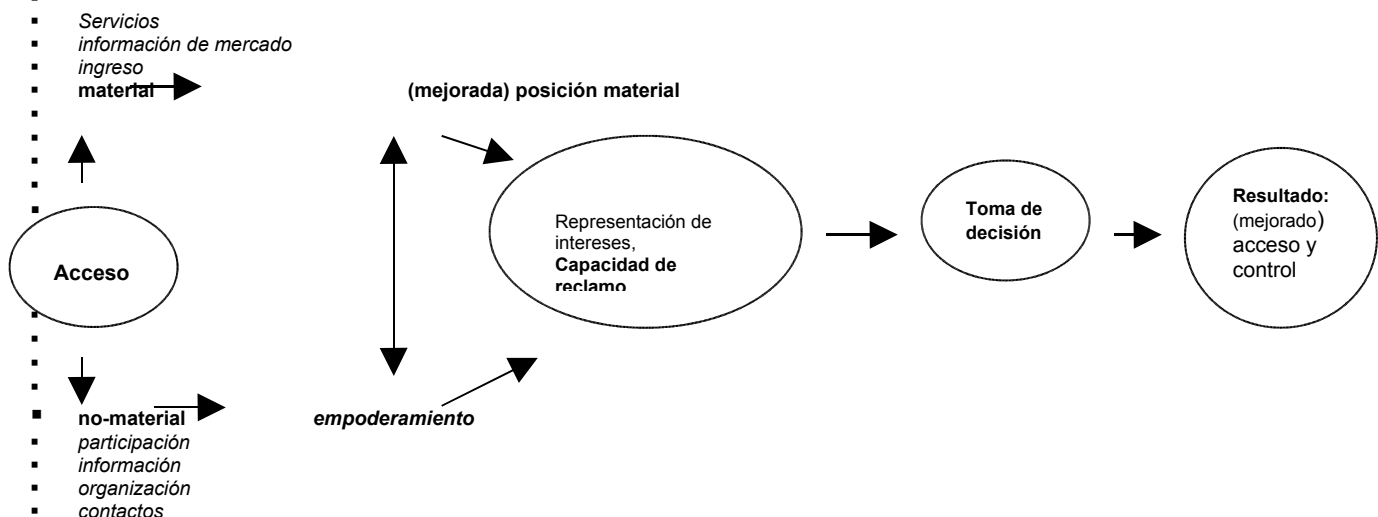 Servicios
información de mercado
ingreso
material
(mejorada) posición material
Acceso
Representación de
intereses,
Capacidad de
reclamo
Toma de
decisión
Resultado:
(mejorado)
acceso y
control
no-material
empoderamiento
participación
información
organización
contactos